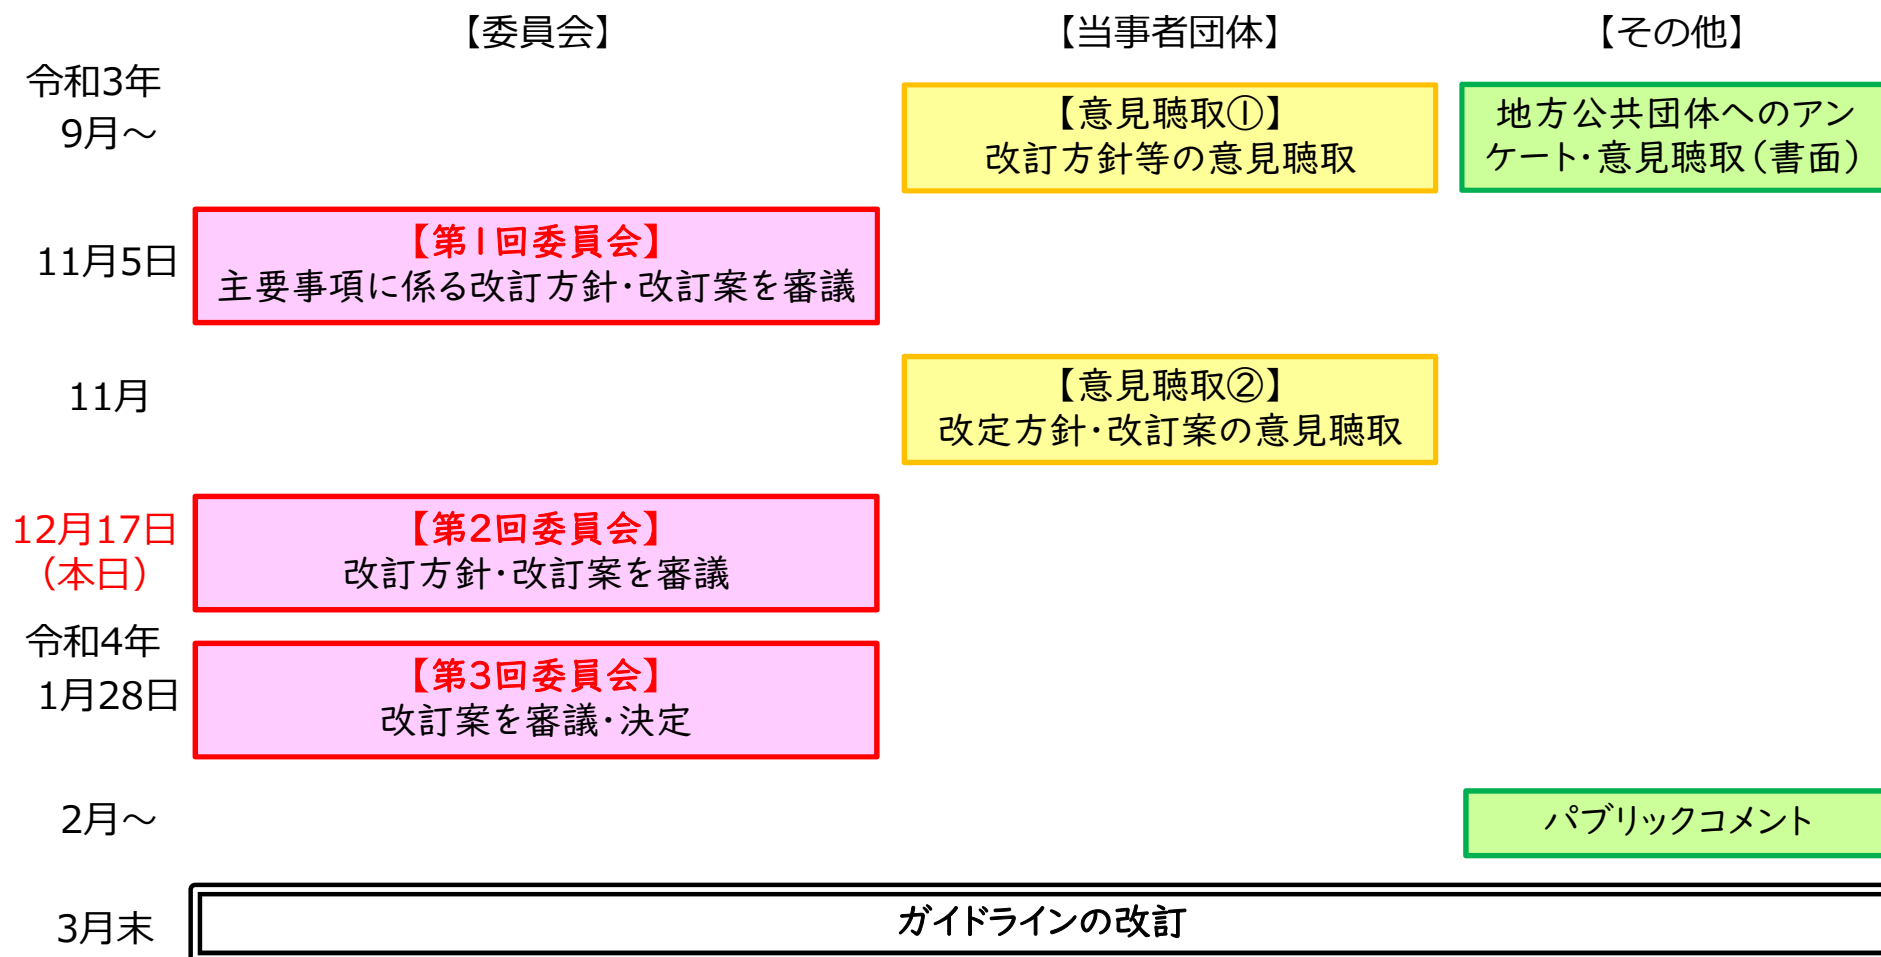 【委員会】
【当事者団体】
【その他】
令和3年
9月～
【意見聴取①】
改訂方針等の意見聴取
地方公共団体へのアン
ケート・意見聴取（書面）
11月5日
【第1回委員会】
主要事項に係る改訂方針・改訂案を審議
11月
【意見聴取②】
改定方針・改訂案の意見聴取
12月17日
（本日）
【第2回委員会】
改訂方針・改訂案を審議
令和4年
1月28日
【第3回委員会】
改訂案を審議・決定
2月～
パブリックコメント
3月末
ガイドラインの改訂